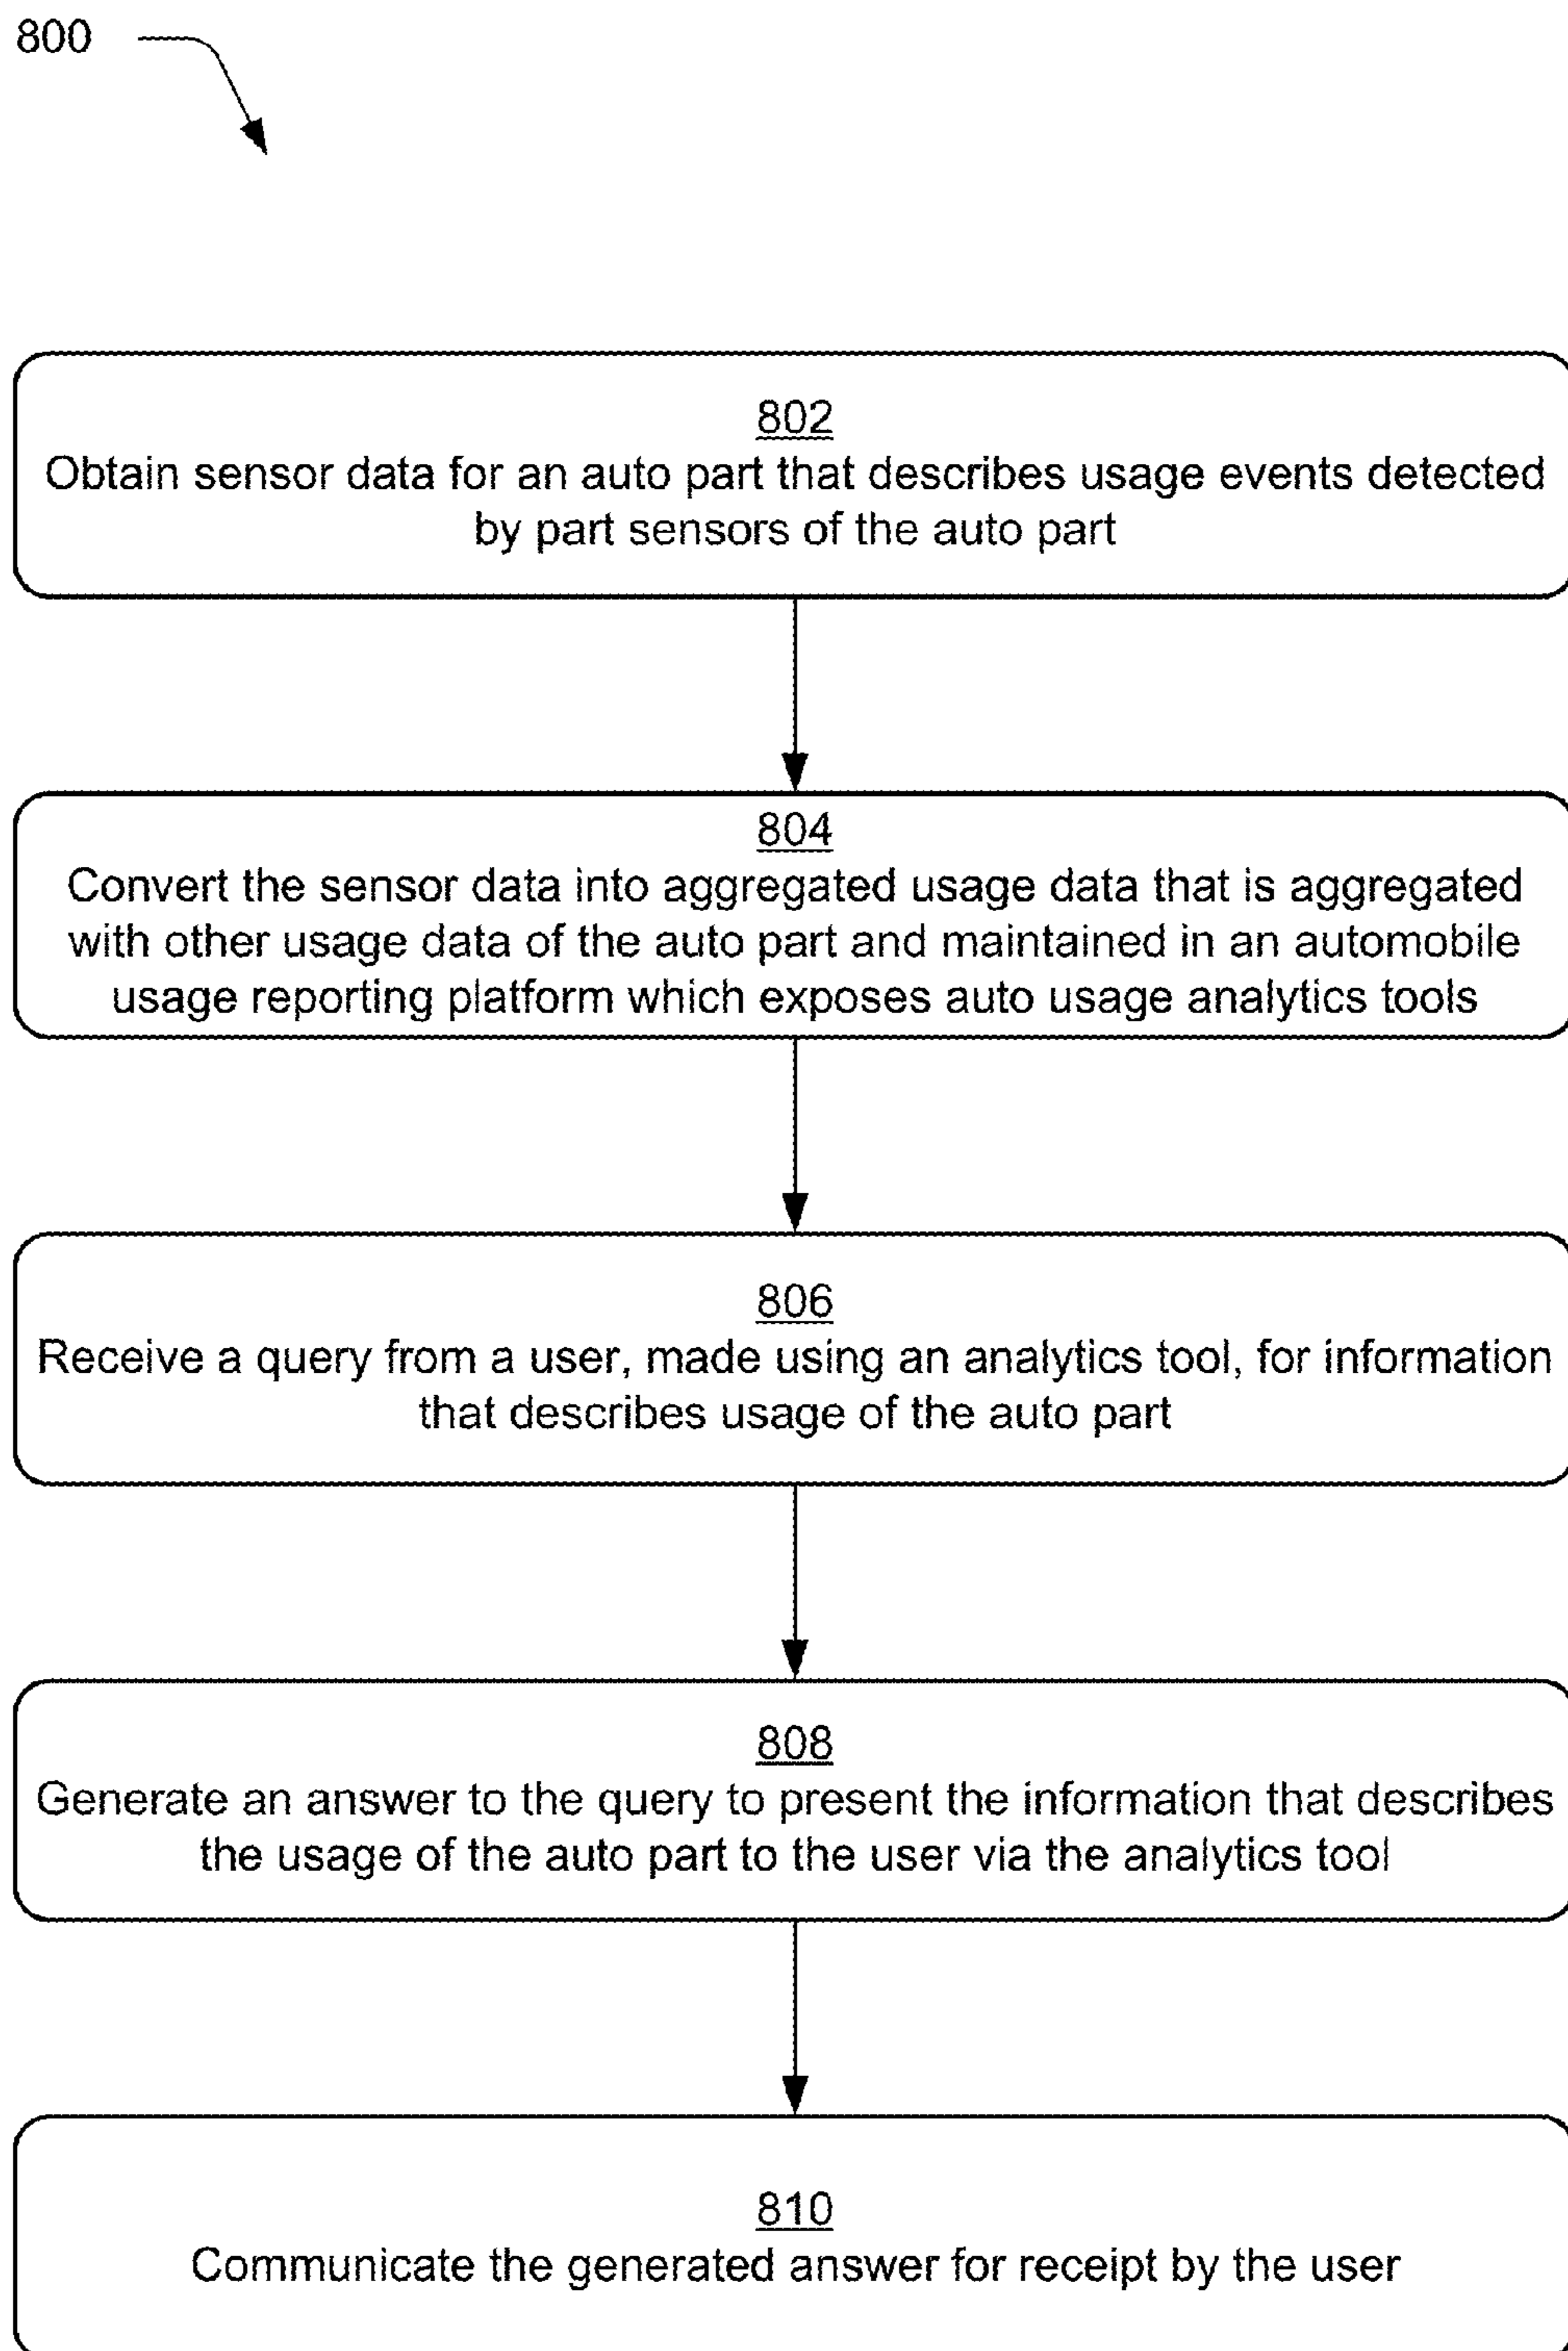 800
802
Obtain sensor data for an auto part that describes usage events detected
by part sensors of the auto part
804
Convert the sensor data into aggregated usage data that is aggregated
with other usage data of the auto part and maintained in an automobile
usage reporting platform which exposes auto usage analytics tools
806
Receive a query from a user, made using an analytics tool, for information
that describes usage of the auto part
808
Generate an answer to the query to present the information that describes
the usage of the auto part to the user via the analytics tool
810
Communicate the generated answer for receipt by the user